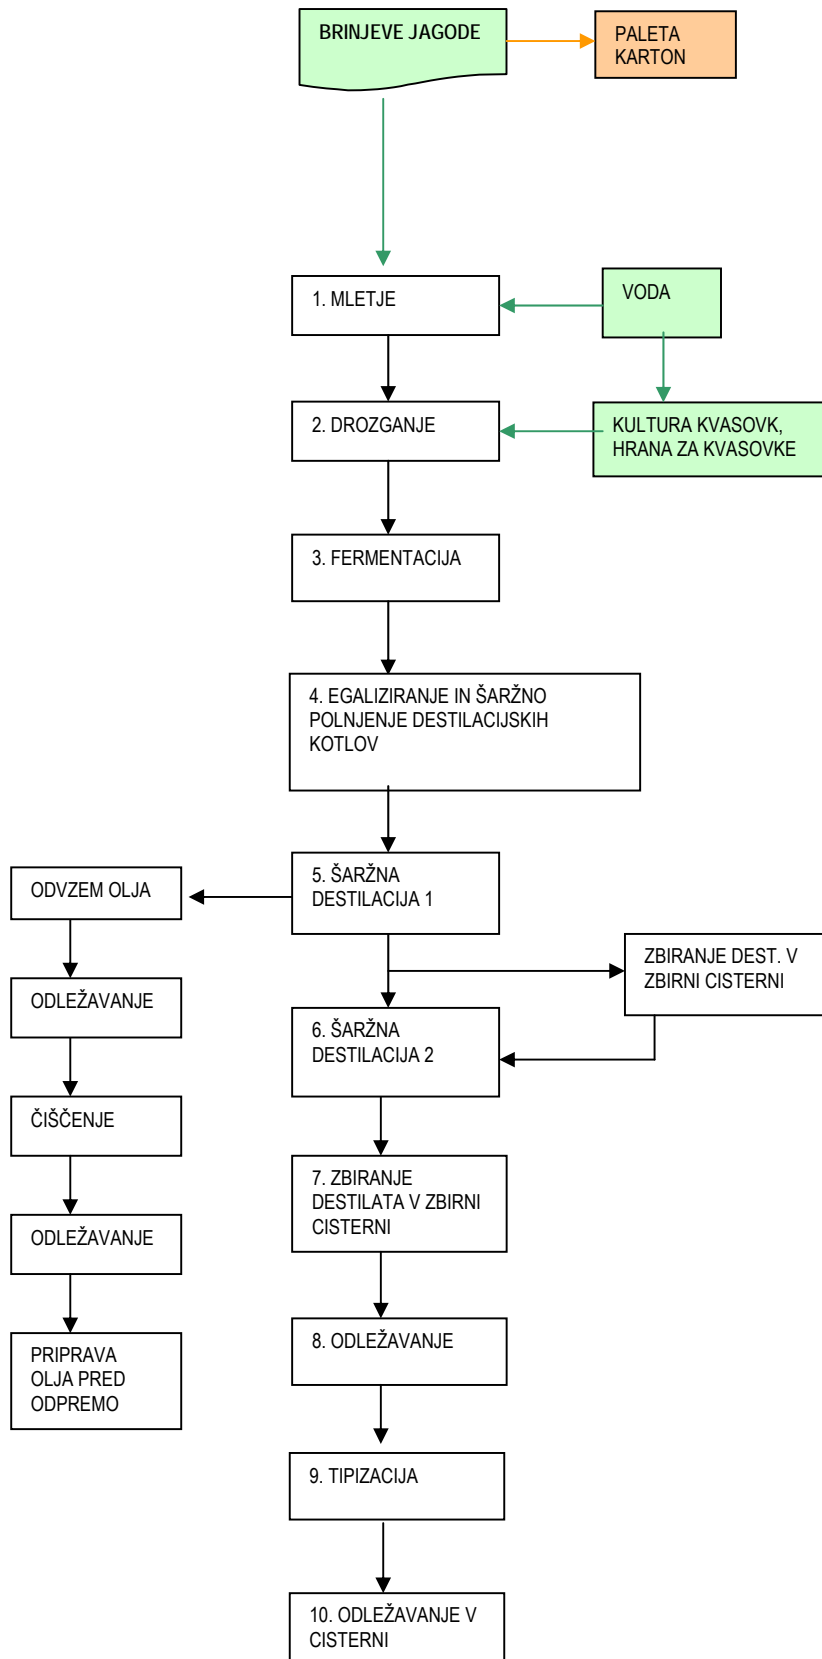 BRINJEVE JAGODE
PALETA
KARTON
1. MLETJE
VODA
2. DROZGANJE
KULTURA KVASOVK,
HRANA ZA KVASOVKE
3. FERMENTACIJA
4. EGALIZIRANJE IN ŠARŽNO
POLNJENJE DESTILACIJSKIH
KOTLOV
5. ŠARŽNA
DESTILACIJA 1
ODVZEM OLJA
ZBIRANJE DEST. V
ZBIRNI CISTERNI
ODLEŽAVANJE
6. ŠARŽNA
DESTILACIJA 2
ČIŠČENJE
7. ZBIRANJE
DESTILATA V ZBIRNI
CISTERNI
ODLEŽAVANJE
8. ODLEŽAVANJE
PRIPRAVA
OLJA PRED
ODPREMO
9. TIPIZACIJA
10. ODLEŽAVANJE V
CISTERNI